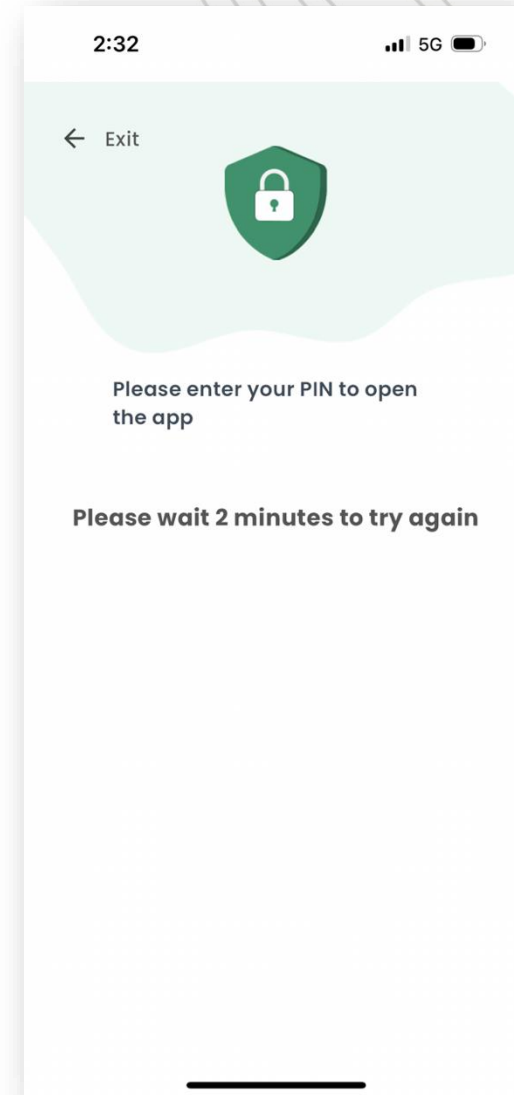 2:32 5G
Exit
Please enter your PIN to open
the app
Please wait 2 minutes to try again